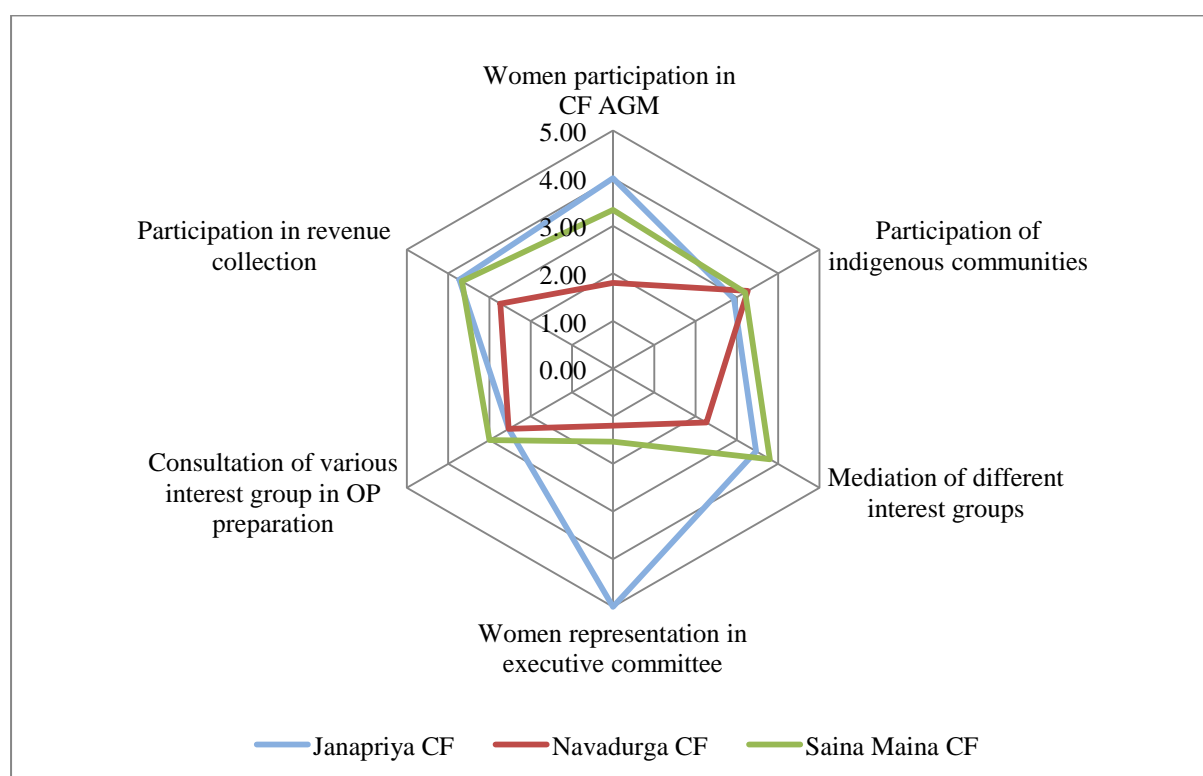 Women participation in
CF AGM
5.00
4.00
3.00
2.00
1.00
0.00
Participation in revenue
collection
Participation of
indigenous communities
Consultation of various
interest group in OP
preparation
Mediation of different
interest groups
Women representation in
executive committee
Janapriya CF
Navadurga CF
Saina Maina CF